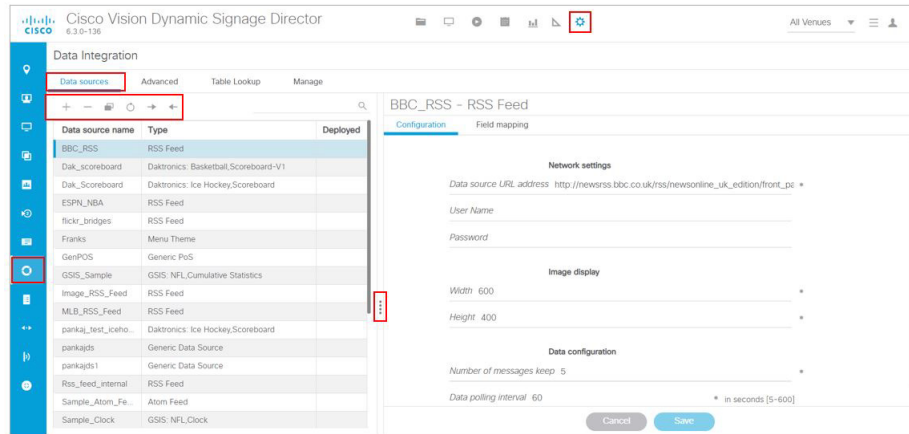 CISCO
Cisco Vision Dynamic Signage Director
6.3.0-136
All Venues
Data Integration
Data sources Advanced Table Lookup Manage
Data source name Type Deployed
BBC_RSS RSS Feed
Dak_scoreboard Daktronics: Basketball,Scoreboard-V1
Dak_Scoreboard Daktronics: Ice Hockey,Scoreboard
ESPN_NBA RSS Feed
flickr_bridges RSS Feed
Franks Menu Theme
GenPOS Generic PoS
GSIS_Sample GSIS: NFL,Cumulative Statistics
Image_RSS_Feed RSS Feed
MLB_RSS_Feed RSS Feed
pankaj_test_iceho... Daktronics: Ice Hockey,Scoreboard
pankajds Generic Data Source
pankajds1 Generic Data Source
Rss_feed_internal RSS Feed
Sample_Atom_Fe... Atom Feed
Sample_Clock GSIS: NFL,Clock
BBC_RSS - RSS Feed
Configuration Field mapping
Network settings
Data source URL address http://newsrss.bbc.co.uk/rss/newsonline_uk_edition/front_pa *
User Name
Password
Image display
Width 600 *
Height 400 *
Data configuration
Number of messages keep 5 *
Data polling interval 60 * in seconds [5-600]
Cancel Save